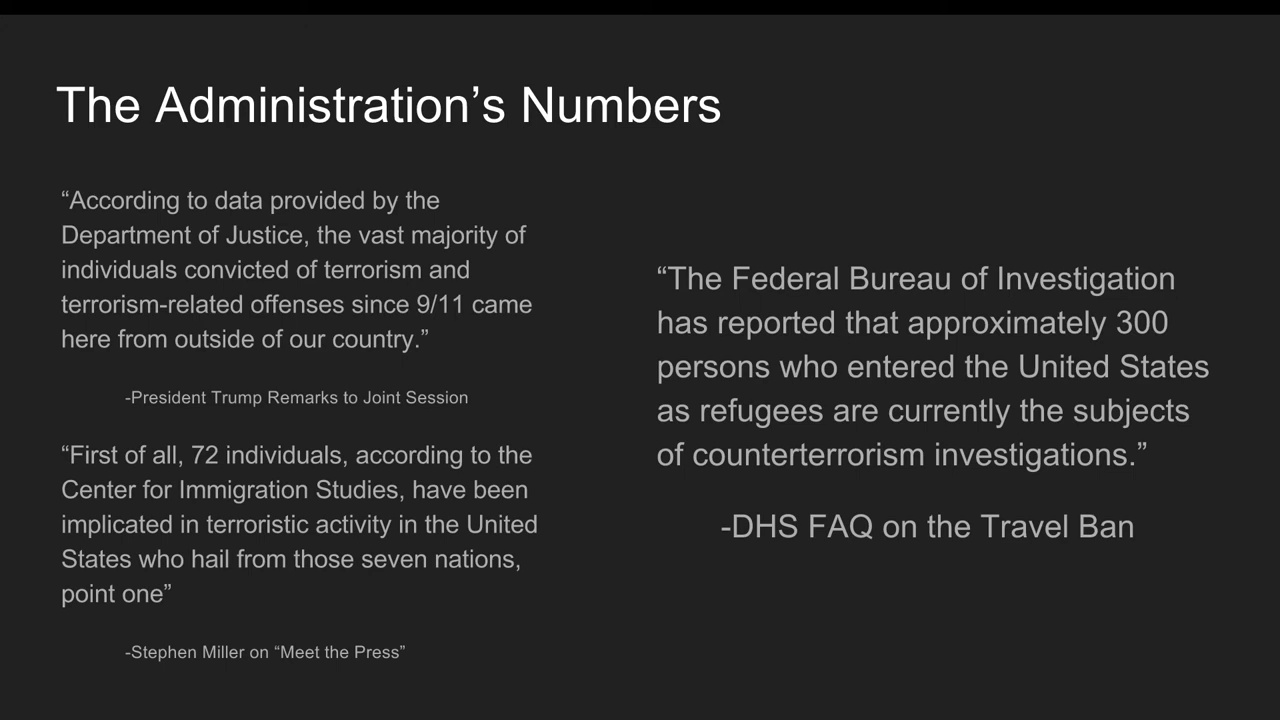 The Administration’s Numbers
“According to data provided by the
Department of Justice, the vast majority of
individuals convicted of terrorism and
terrorism-related offenses since 9/11 came
here from outside of our country.”
-President Trump Remarks to Joint Session
“First of all, 72 individuals, according to the
Center for Immigration Studies, have been
implicated in terroristic activity in the United
States who hail from those seven nations,
point one”
-Stephen Miller on “Meet the Press”
“The Federal Bureau of Investigation
has reported that approximately 300
persons who entered the United States
as refugees are currently the subjects
of counterterrorism investigations.”
-DHS FAQ on the Travel Ban